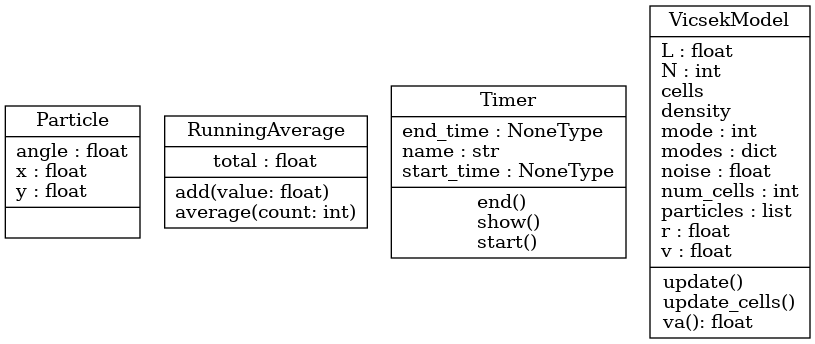 Particle
angle : float
x : float
y : float
RunningAverage
total : float
add(value: float)
average(count: int)
Timer
end_time : NoneType
name : str
start_time : NoneType
end()
show()
start()
VicsekModel
L : float
N : int
cells
density
mode : int
modes : dict
noise : float
num_cells : int
particles : list
r : float
v : float
update()
update_cells()
va(): float